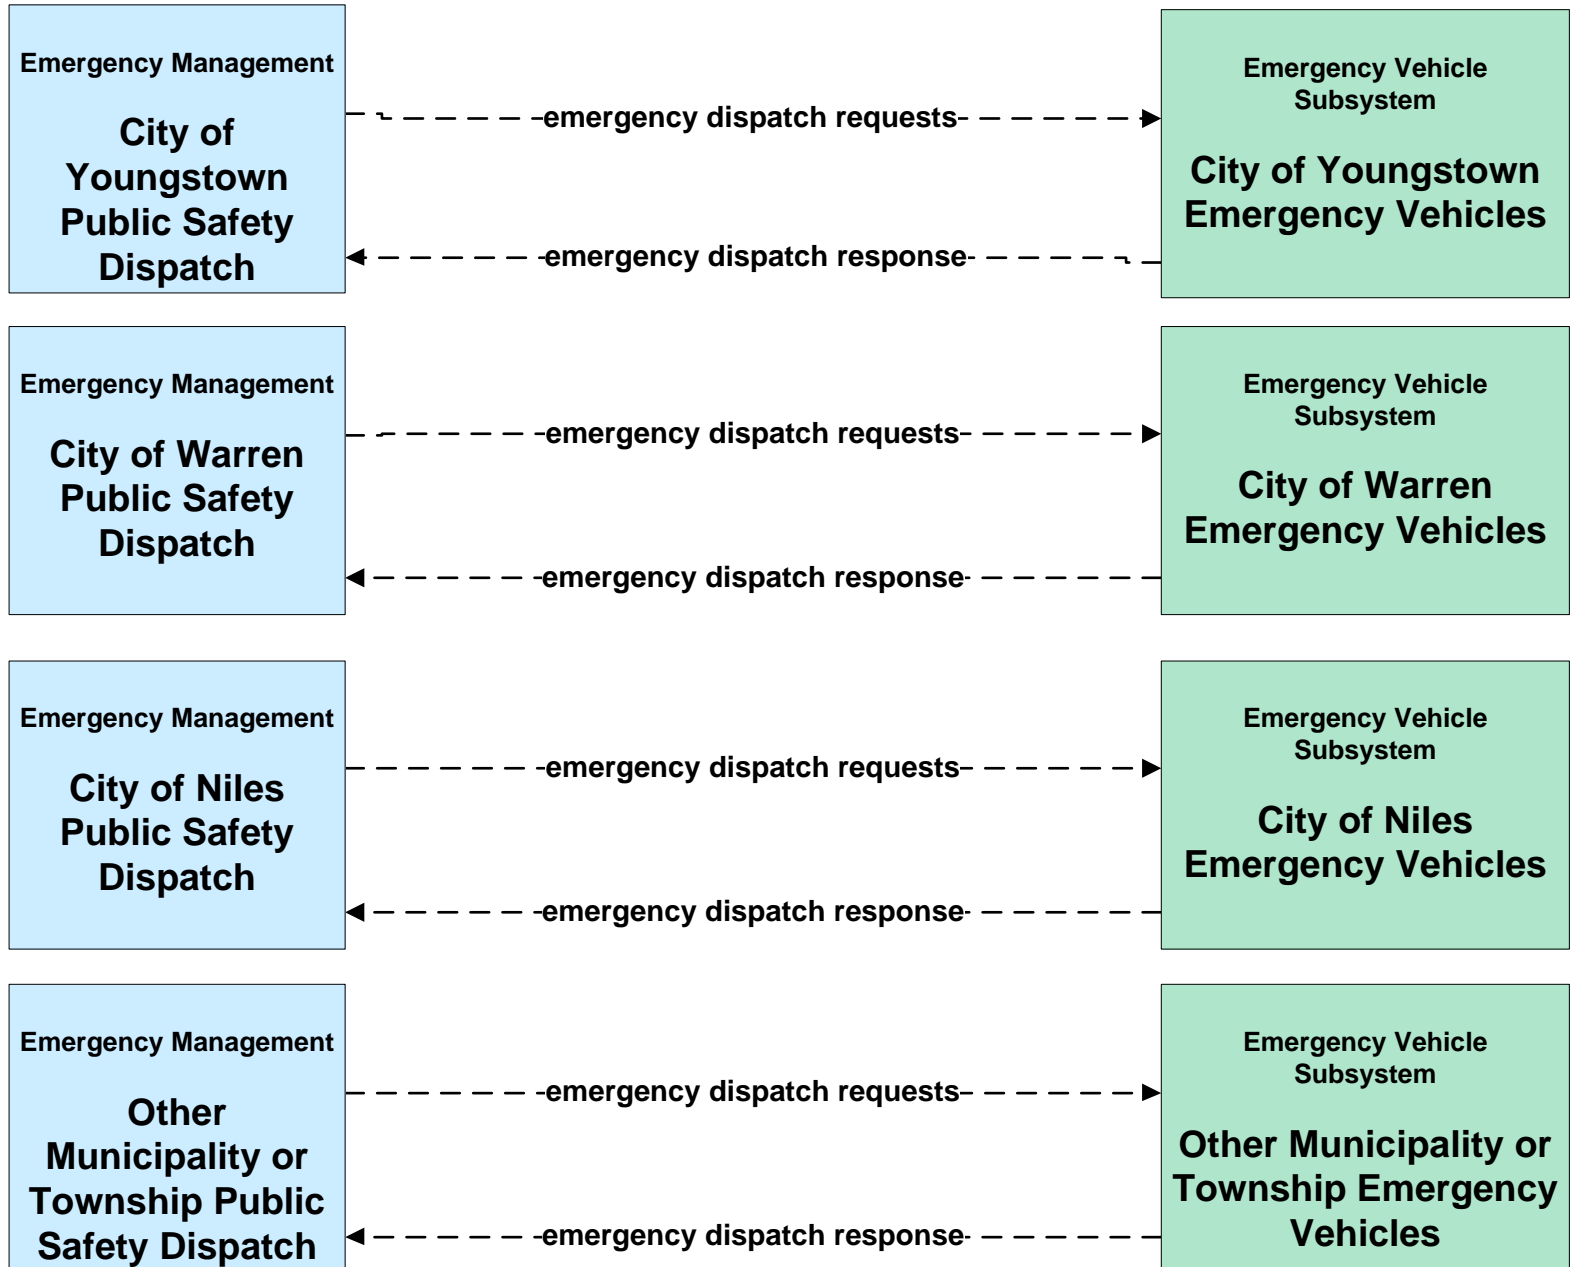 Emergency Management
City of
Youngstown
Public Safety
Dispatch
emergency dispatch requests
emergency dispatch response
Emergency Vehicle
Subsystem
City of Youngstown
Emergency Vehicles
Emergency Management
City of Warren
Public Safety
Dispatch
emergency dispatch requests
emergency dispatch response
Emergency Vehicle
Subsystem
City of Warren
Emergency Vehicles
Emergency Management
City of Niles
Public Safety
Dispatch
emergency dispatch requests
emergency dispatch response
Emergency Vehicle
Subsystem
City of Niles
Emergency Vehicles
Emergency Management
Other
Municipality or
Township Public
Safety Dispatch
emergency dispatch requests
emergency dispatch response
Emergency Vehicle
Subsystem
Other Municipality or
Township Emergency
Vehicles